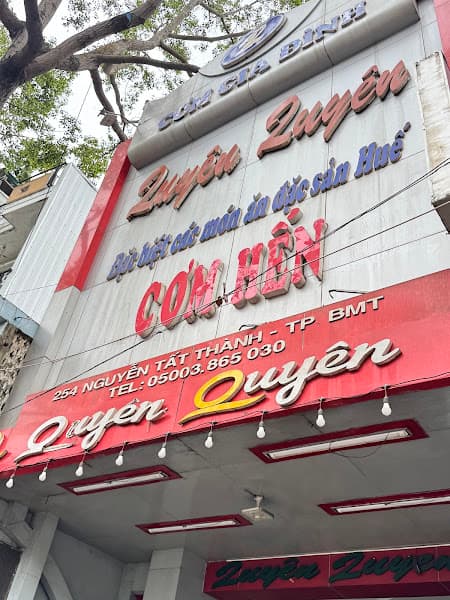 CƠM GIA ĐÌNH
Quyên Quyên
Đặc biệt các món ăn đặc sản Huế
CƠM HẾN
254 NGUYỄN TẤT THÀNH - TP BMT
TEL: 05003.865 030
Quyên Quyên
Quyên Quyên